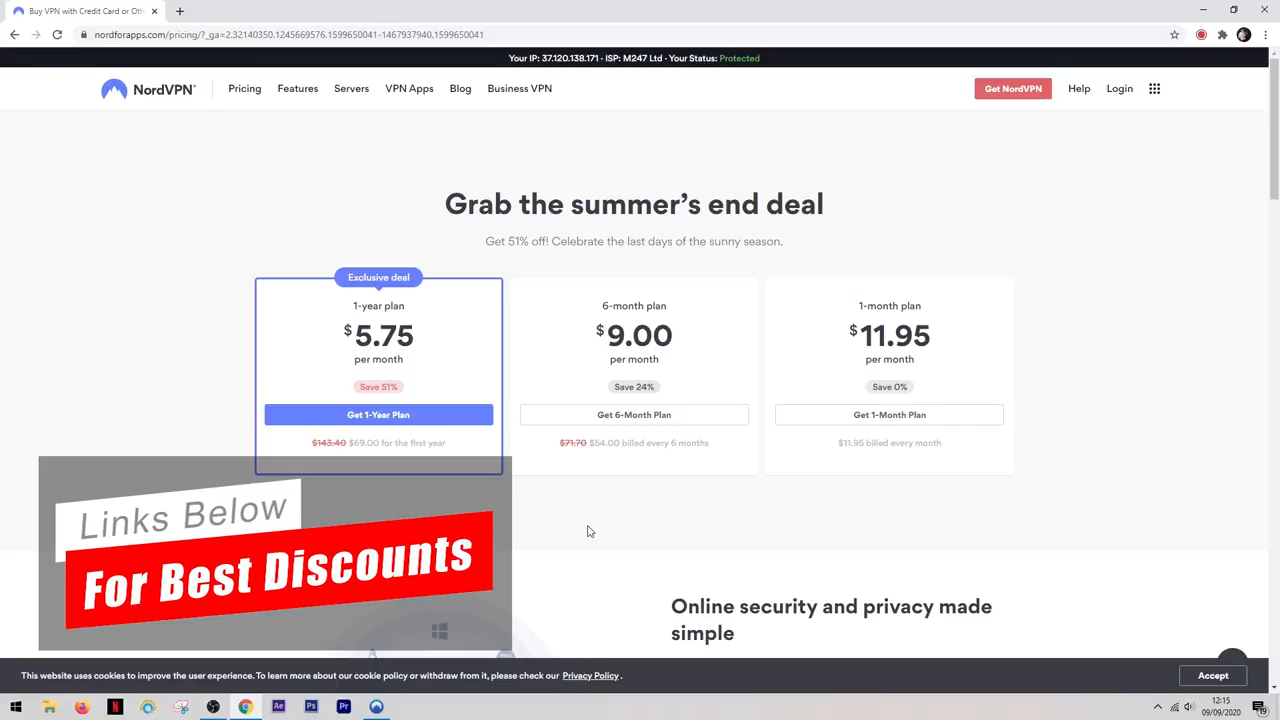 Buy VPN with Credit Card or Oth
nordforapps.com/pricing/?_ga=2.32140350.1245669576.1599650041-1467937940.1599650041
Your IP: 37.120.138.171 · ISP: M247 Ltd · Your Status: Protected
NordVPN®
Pricing
Features
Servers
VPN Apps
Blog
Business VPN
Get NordVPN
Help
Login
Grab the summer's end deal
Get 51% off! Celebrate the last days of the sunny season.
Exclusive deal
1-year plan
$5.75
per month
Save 51%
Get 1-Year Plan
$143.40 $69.00 for the first year
6-month plan
$9.00
per month
Save 24%
Get 6-Month Plan
$71.70 $54.00 billed every 6 months
1-month plan
$11.95
per month
Save 0%
Get 1-Month Plan
$11.95 billed every month
Links Below
For Best Discounts
Online security and privacy made
simple
This website uses cookies to improve the user experience. To learn more about our cookie policy or withdraw from it, please check our Privacy Policy .
Accept
N
Ae
Ps
Pr
12:15
09/09/2020
19